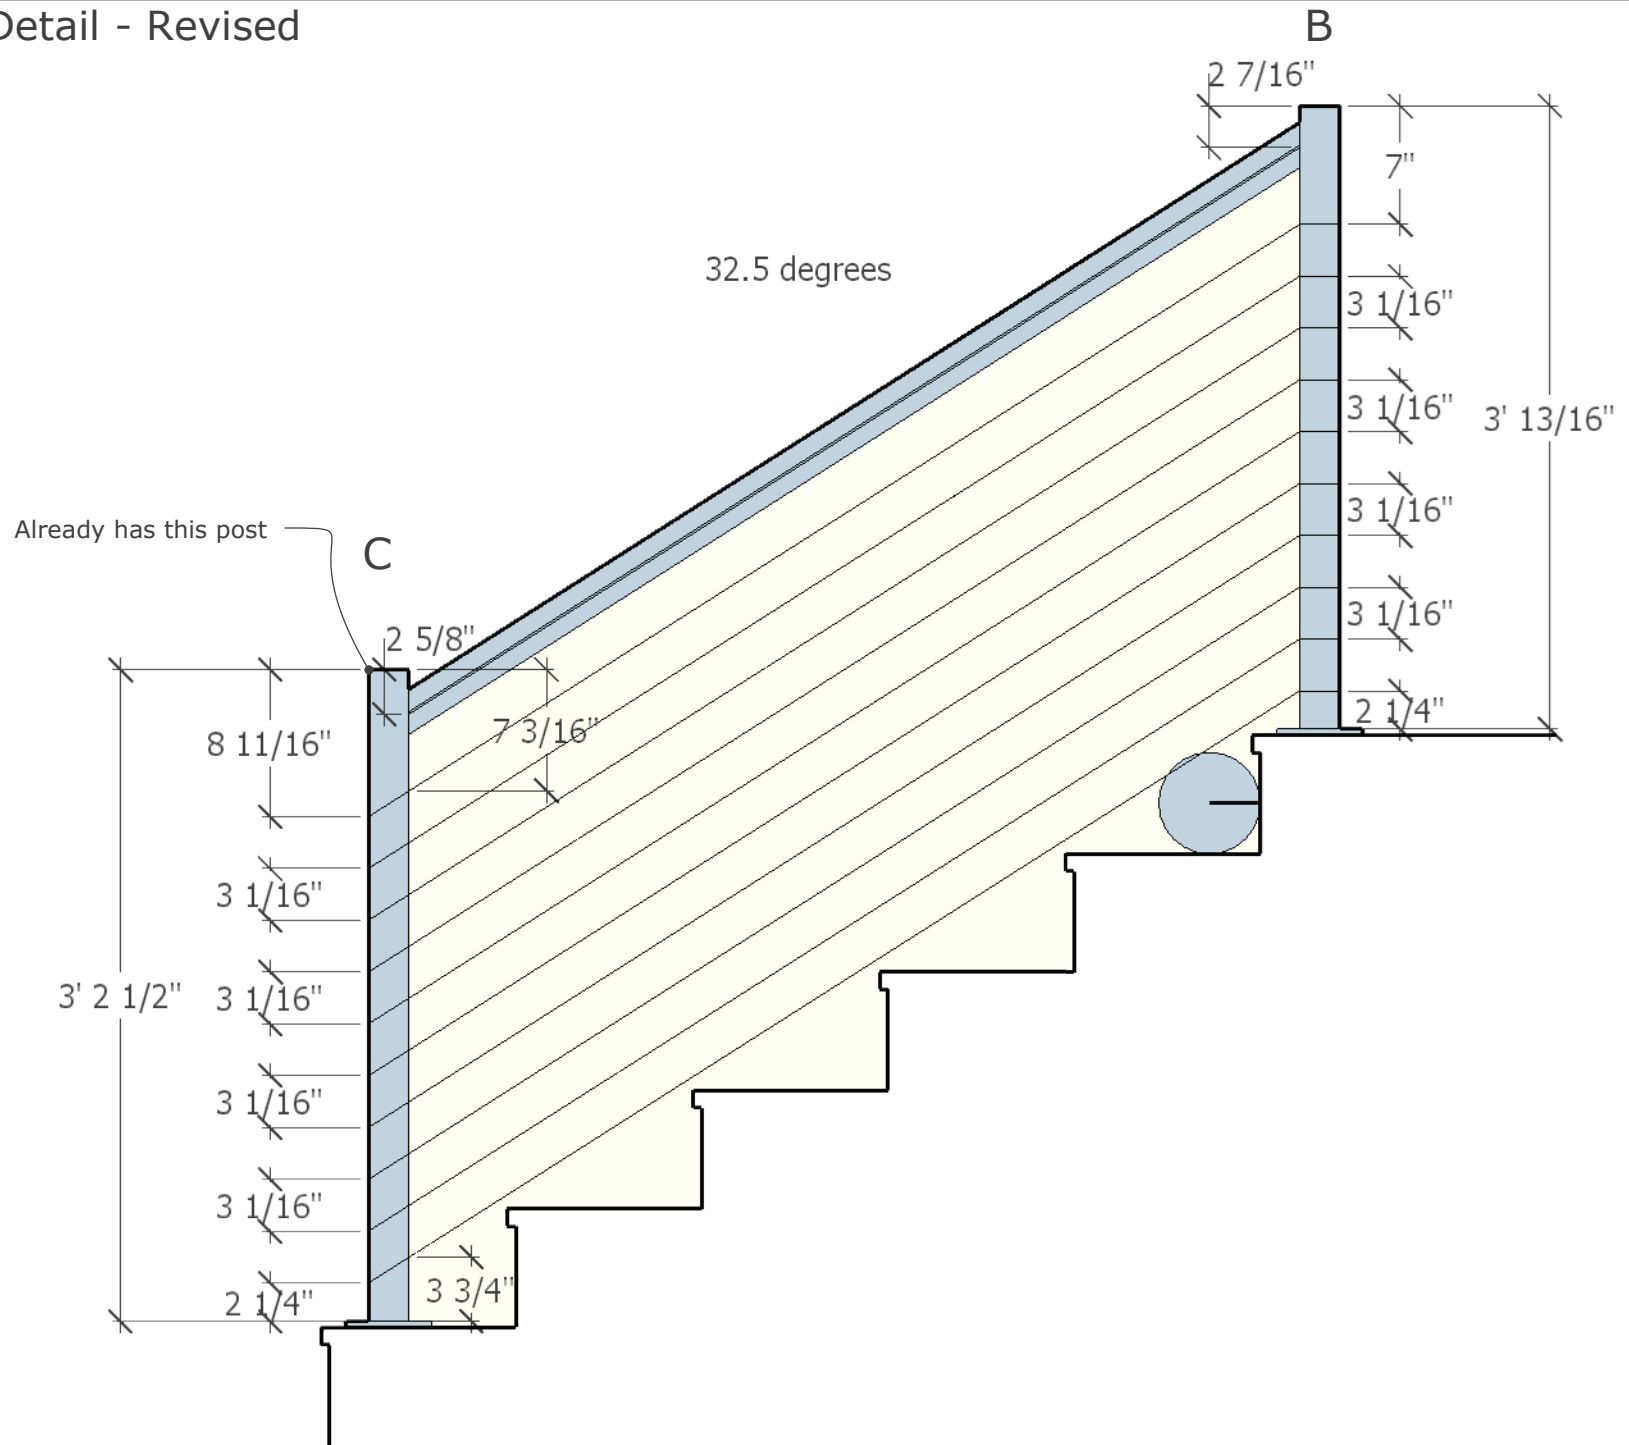 Detail - Revised
B
2 7/16"
7"
32.5 degrees
3 1/16"
3 1/16"
3' 13/16"
3 1/16"
Already has this post
C
3 1/16"
2 5/8"
2 1/4"
7 3/16"
8 11/16"
3 1/16"
3' 2 1/2"
3 1/16"
3 1/16"
3 1/16"
3 3/4"
2 1/4"